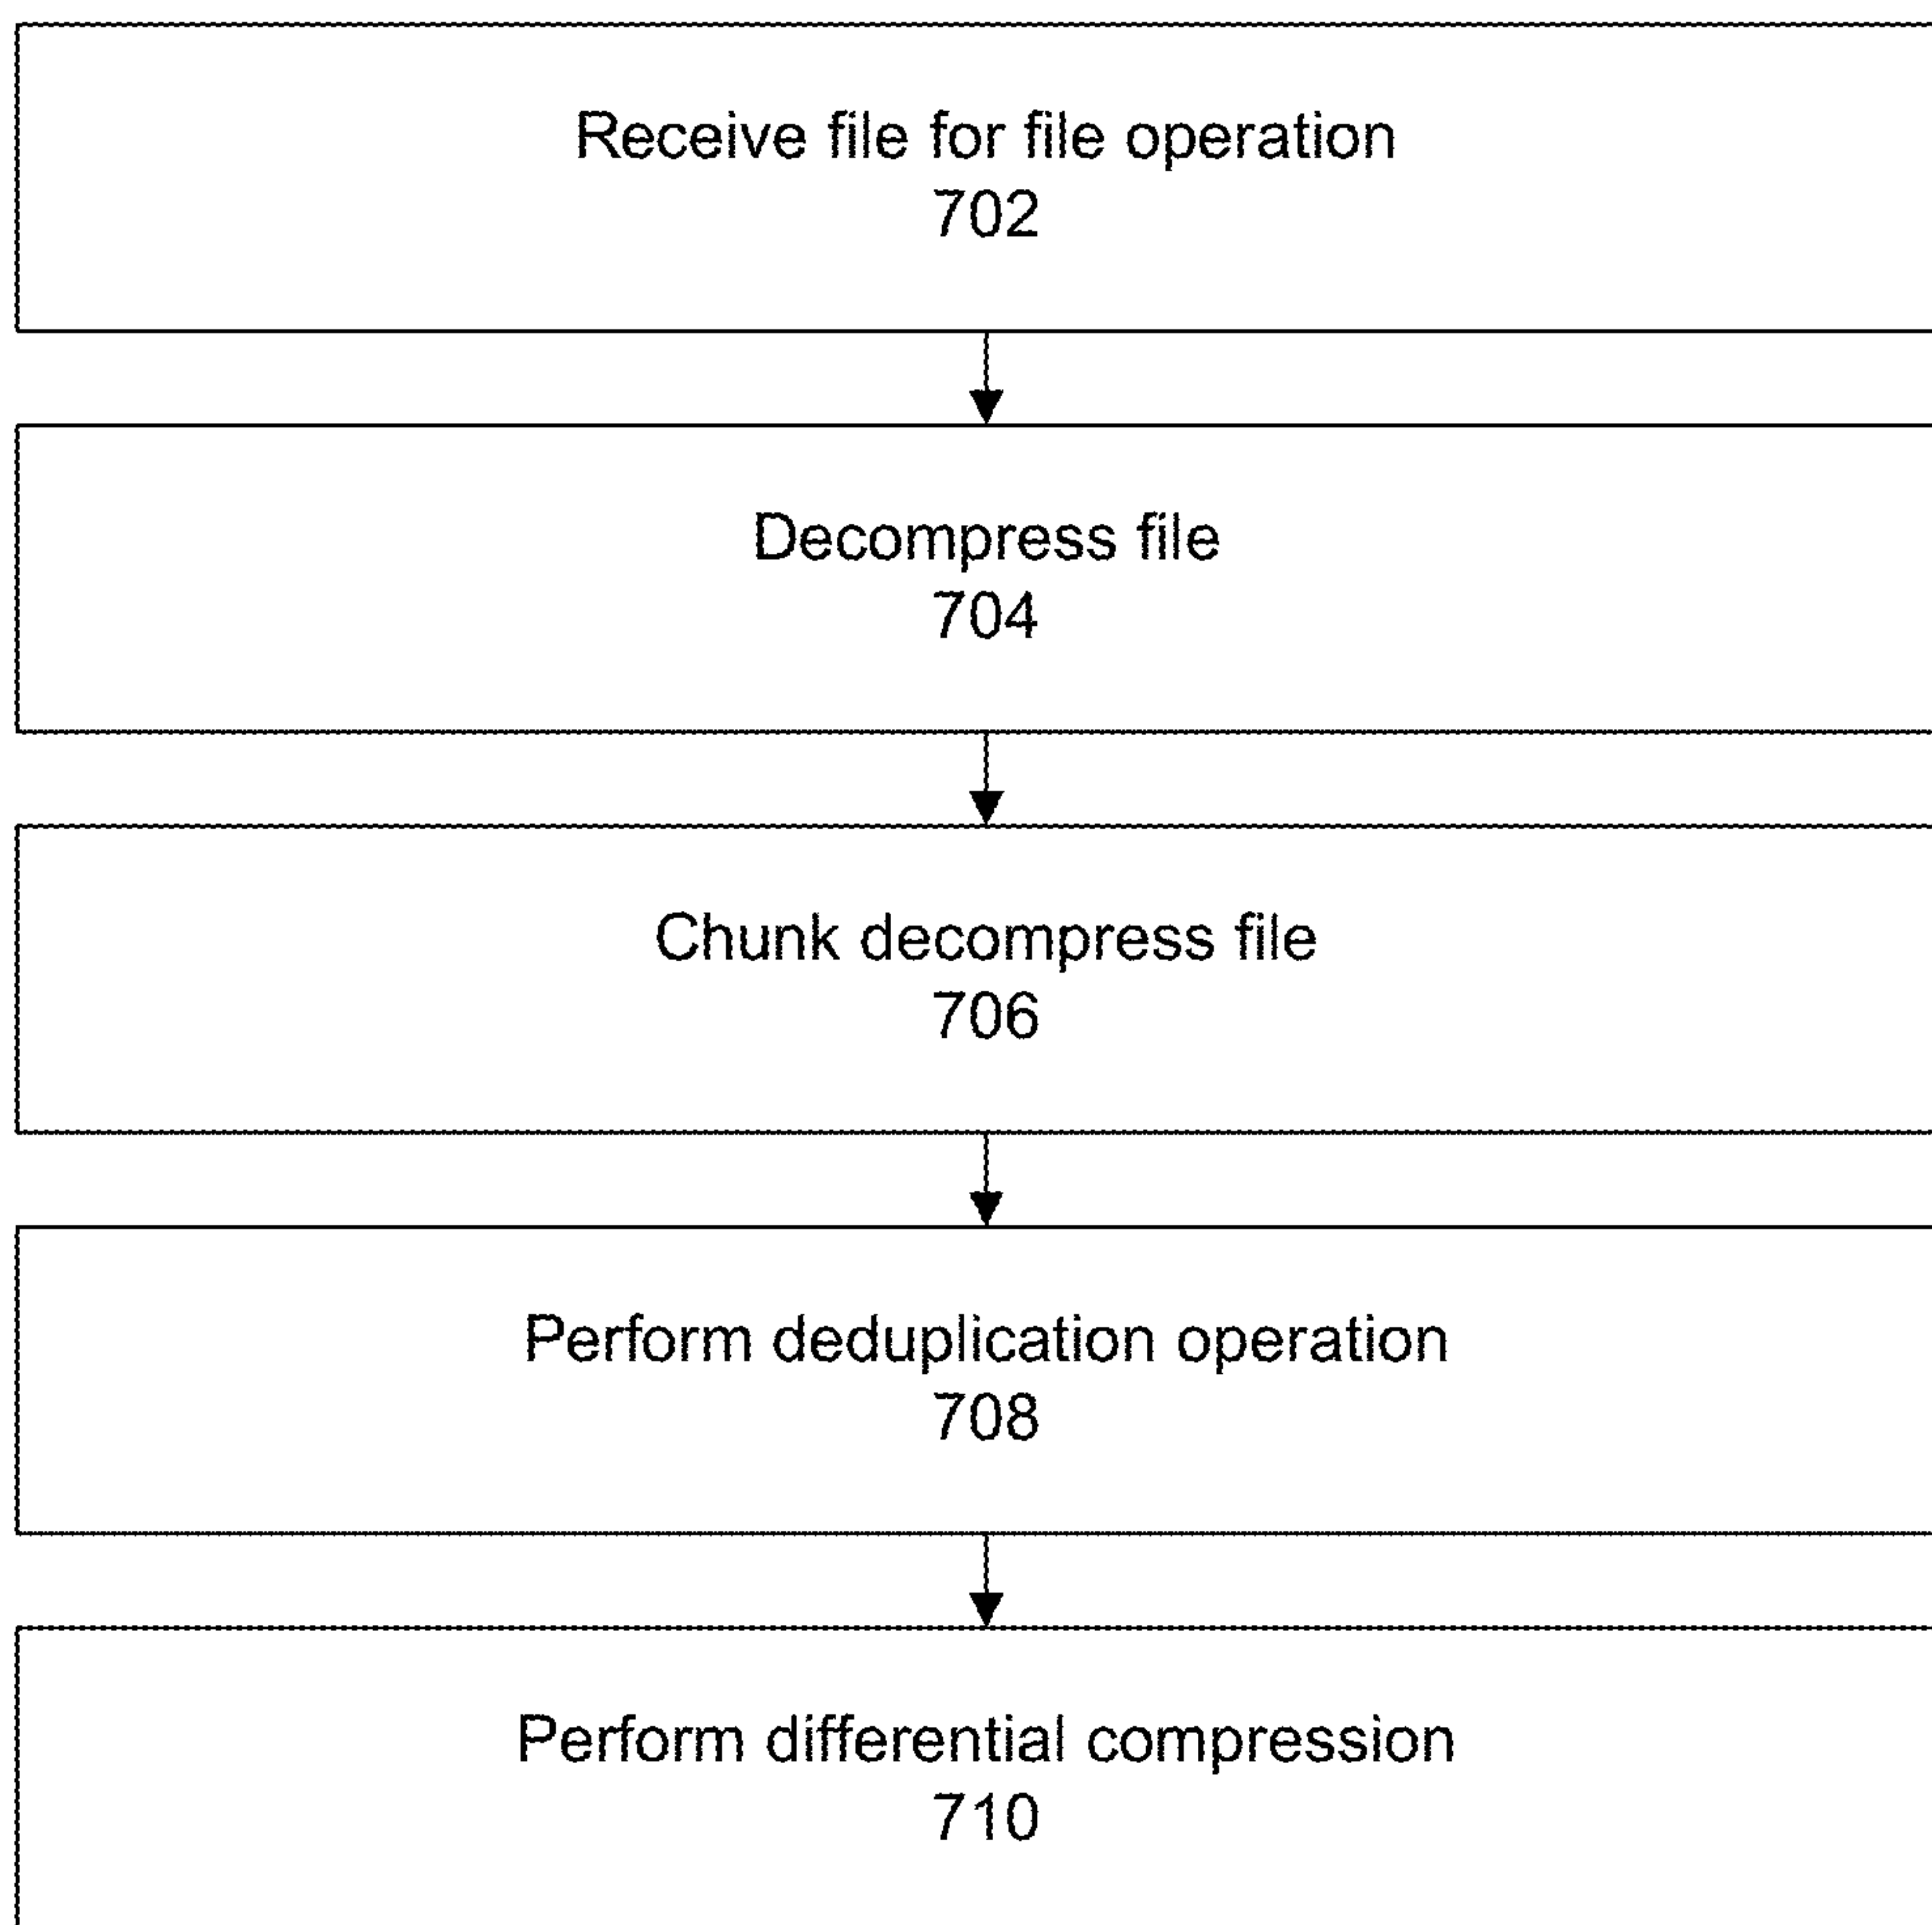 Receive file for file operation
702
Decompress file
704
Chunk decompress file
706
Perform deduplication operation
708
Perform differential compression
710